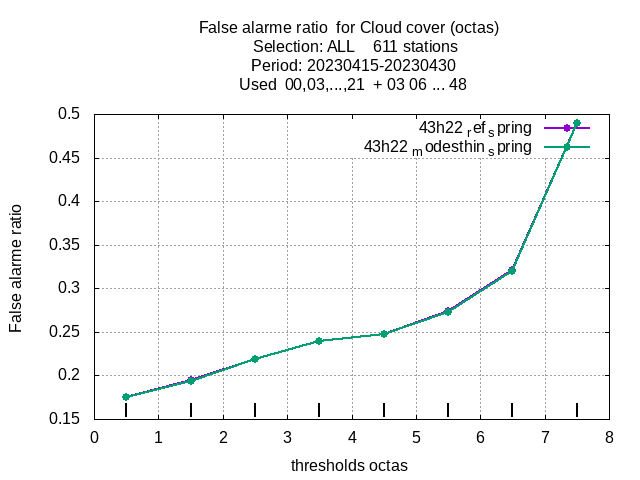 False alarme ratio  for Cloud cover (octas)
Selection: ALL    611 stations
Period: 20230415-20230430
Used  00,03,...,21  + 03 06 ... 48
43h22 ref spring
43h22 modesthin spring
0.5
0.45
0.4
0.35
0.3
0.25
0.2
0.15
False alarme ratio
0 1 2 3 4 5 6 7 8
thresholds octas